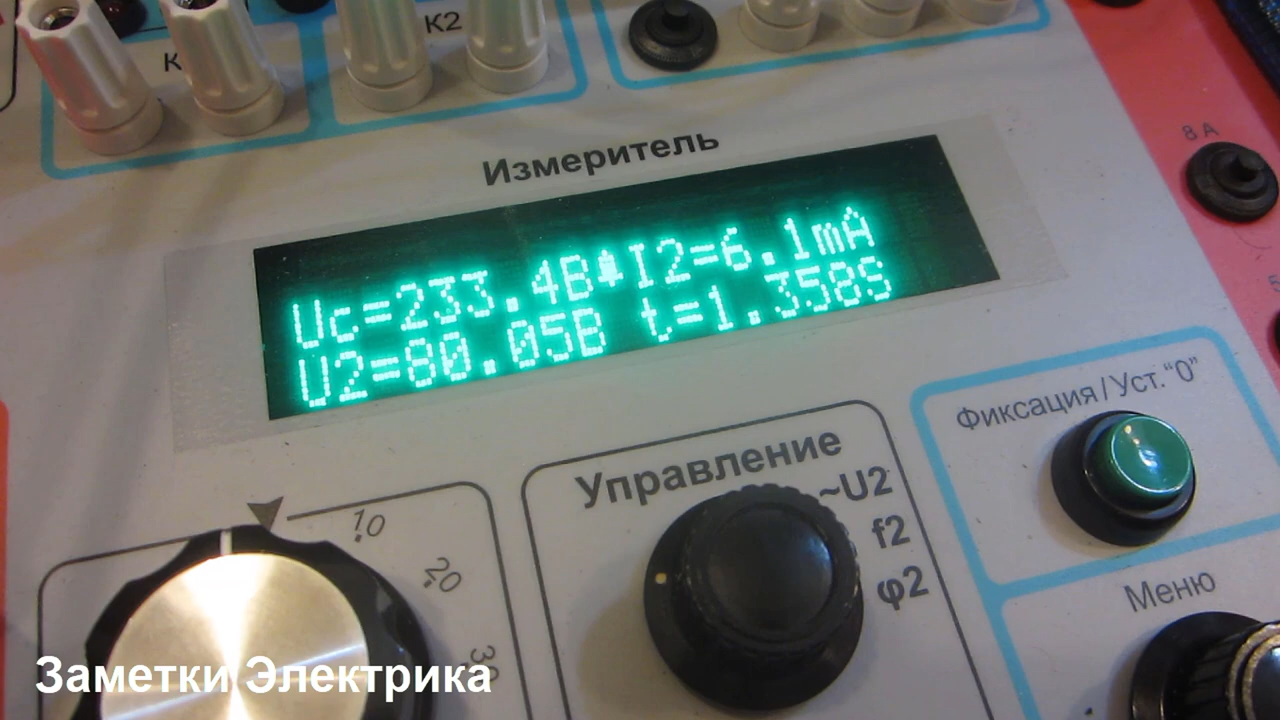 К2
Измеритель
8 А
Uc=233.4В I2=6.1mA
U2=80.05В t=1.358S
Фиксация/Уст.“0”
Управление
~U2
f2
φ2
10
20
30
Меню
Заметки Электрика